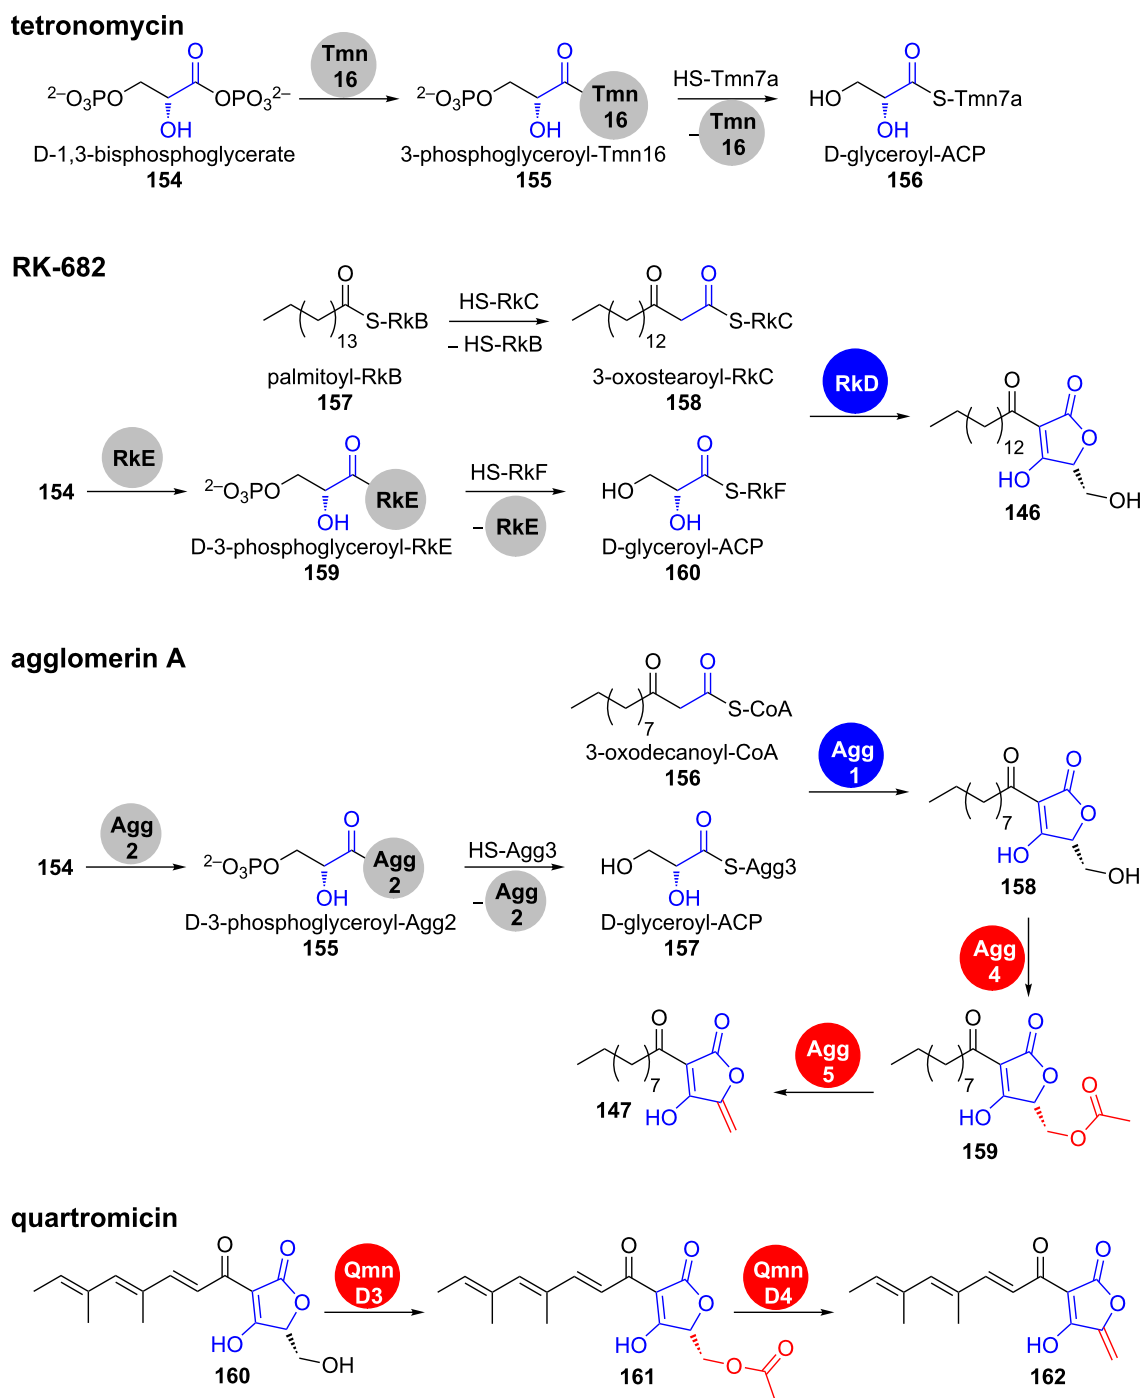 tetronomycin
O
O
O
2–O3PO
OPO3 2–
OH
Tmn
16
2–O3PO
OH
Tmn
16
HS-Tmn7a
– Tmn
16
HO
OH
S-Tmn7a
D-1,3-bisphosphoglycerate
154
3-phosphoglyceroyl-Tmn16
155
D-glyceroyl-ACP
156
RK-682
O
S-RkB
13
palmitoyl-RkB
157
HS-RkC
– HS-RkB
O
O
S-RkC
12
3-oxostearoyl-RkC
158
RkD
O
O
O
12
HO
OH
146
154
RkE
2–O3PO
O
OH
RkE
D-3-phosphoglyceroyl-RkE
159
HS-RkF
– RkE
HO
O
OH
S-RkF
D-glyceroyl-ACP
160
agglomerin A
O
O
S-CoA
7
3-oxodecanoyl-CoA
156
Agg
1
O
O
O
7
HO
OH
158
154
Agg
2
2–O3PO
O
OH
Agg
2
D-3-phosphoglyceroyl-Agg2
155
HS-Agg3
– Agg
2
HO
O
OH
S-Agg3
D-glyceroyl-ACP
157
Agg
4
O
O
O
7
HO
147
Agg
5
O
O
O
7
HO
O
O
159
quartromicin
O
O
O
HO
OH
160
Qmn
D3
O
O
O
HO
O
O
161
Qmn
D4
O
O
O
HO
162